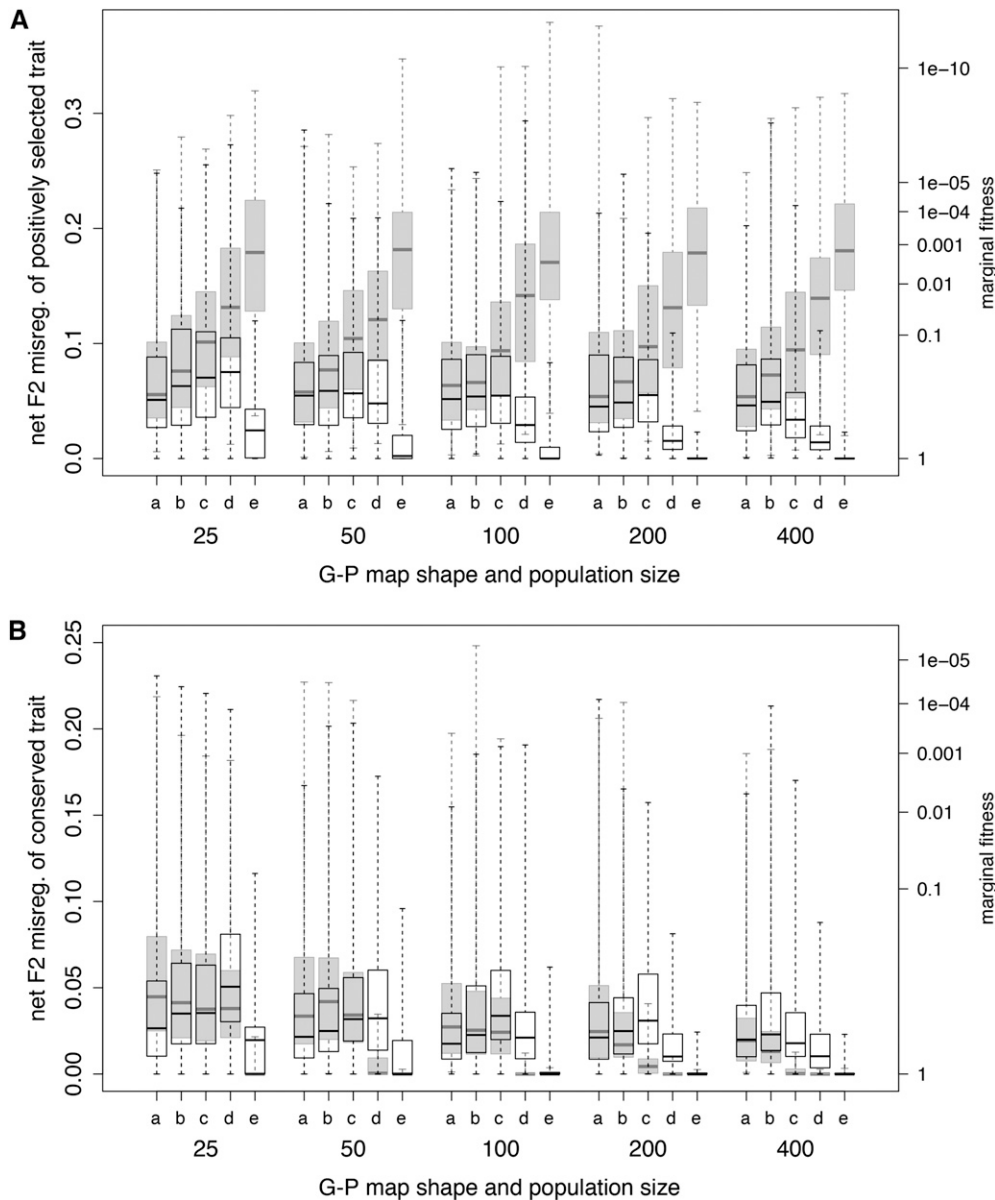 A
net F2 misreg. of positively selected trait
0.0 0.1 0.2 0.3
1e−10
1e−05
1e−04
0.001
0.01
0.1
1
marginal fitness
a b c d e a b c d e a b c d e a b c d e a b c d e
25 50 100 200 400
G-P map shape and population size
B
net F2 misreg. of conserved trait
0.00 0.05 0.10 0.15 0.20 0.25
1e−05
1e−04
0.001
0.01
0.1
1
marginal fitness
a b c d e a b c d e a b c d e a b c d e a b c d e
25 50 100 200 400
G-P map shape and population size